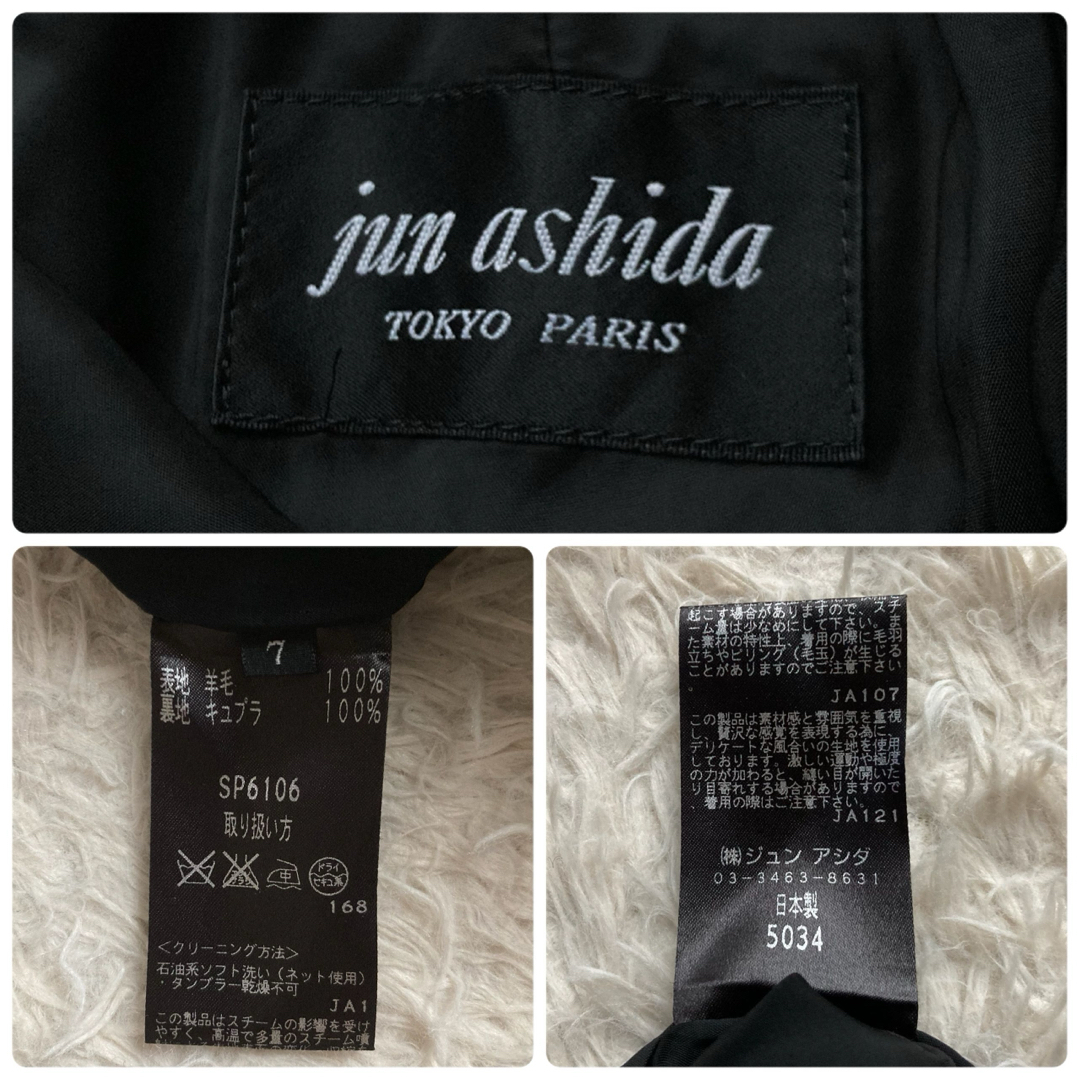 jun ashida
TOKYO PARIS
7
表地 羊毛 100%
裏地 キュプラ 100%
SP6106
取り扱い方
エンソサラシ
中
ドライ
セキユ系
168
<クリーニング方法>
石油系ソフト洗い(ネット使用)
・タンブラー乾燥不可
JA1
この製品はスチームの影響を受け
やすく、高温で多量のスチーム噴
起こす場合がありますので、スチ
ーム量は少なめにして下さい。ま
た素材の特性上、着用の際に毛羽
立ちやピリング(毛玉)が生じる
ことがありますのでご注意下さい
。
JA107
この製品は素材感と雰囲気を重視
し、贅沢な感覚を表現する為に、
デリケートな風合いの生地を使用
しております。激しい運動や極度
の力が加わると、縫い目が開いた
り目寄れする場合がありますので
、着用の際はご注意下さい。
JA121
(株)ジュン アシダ
03-3463-8631
日本製
5034